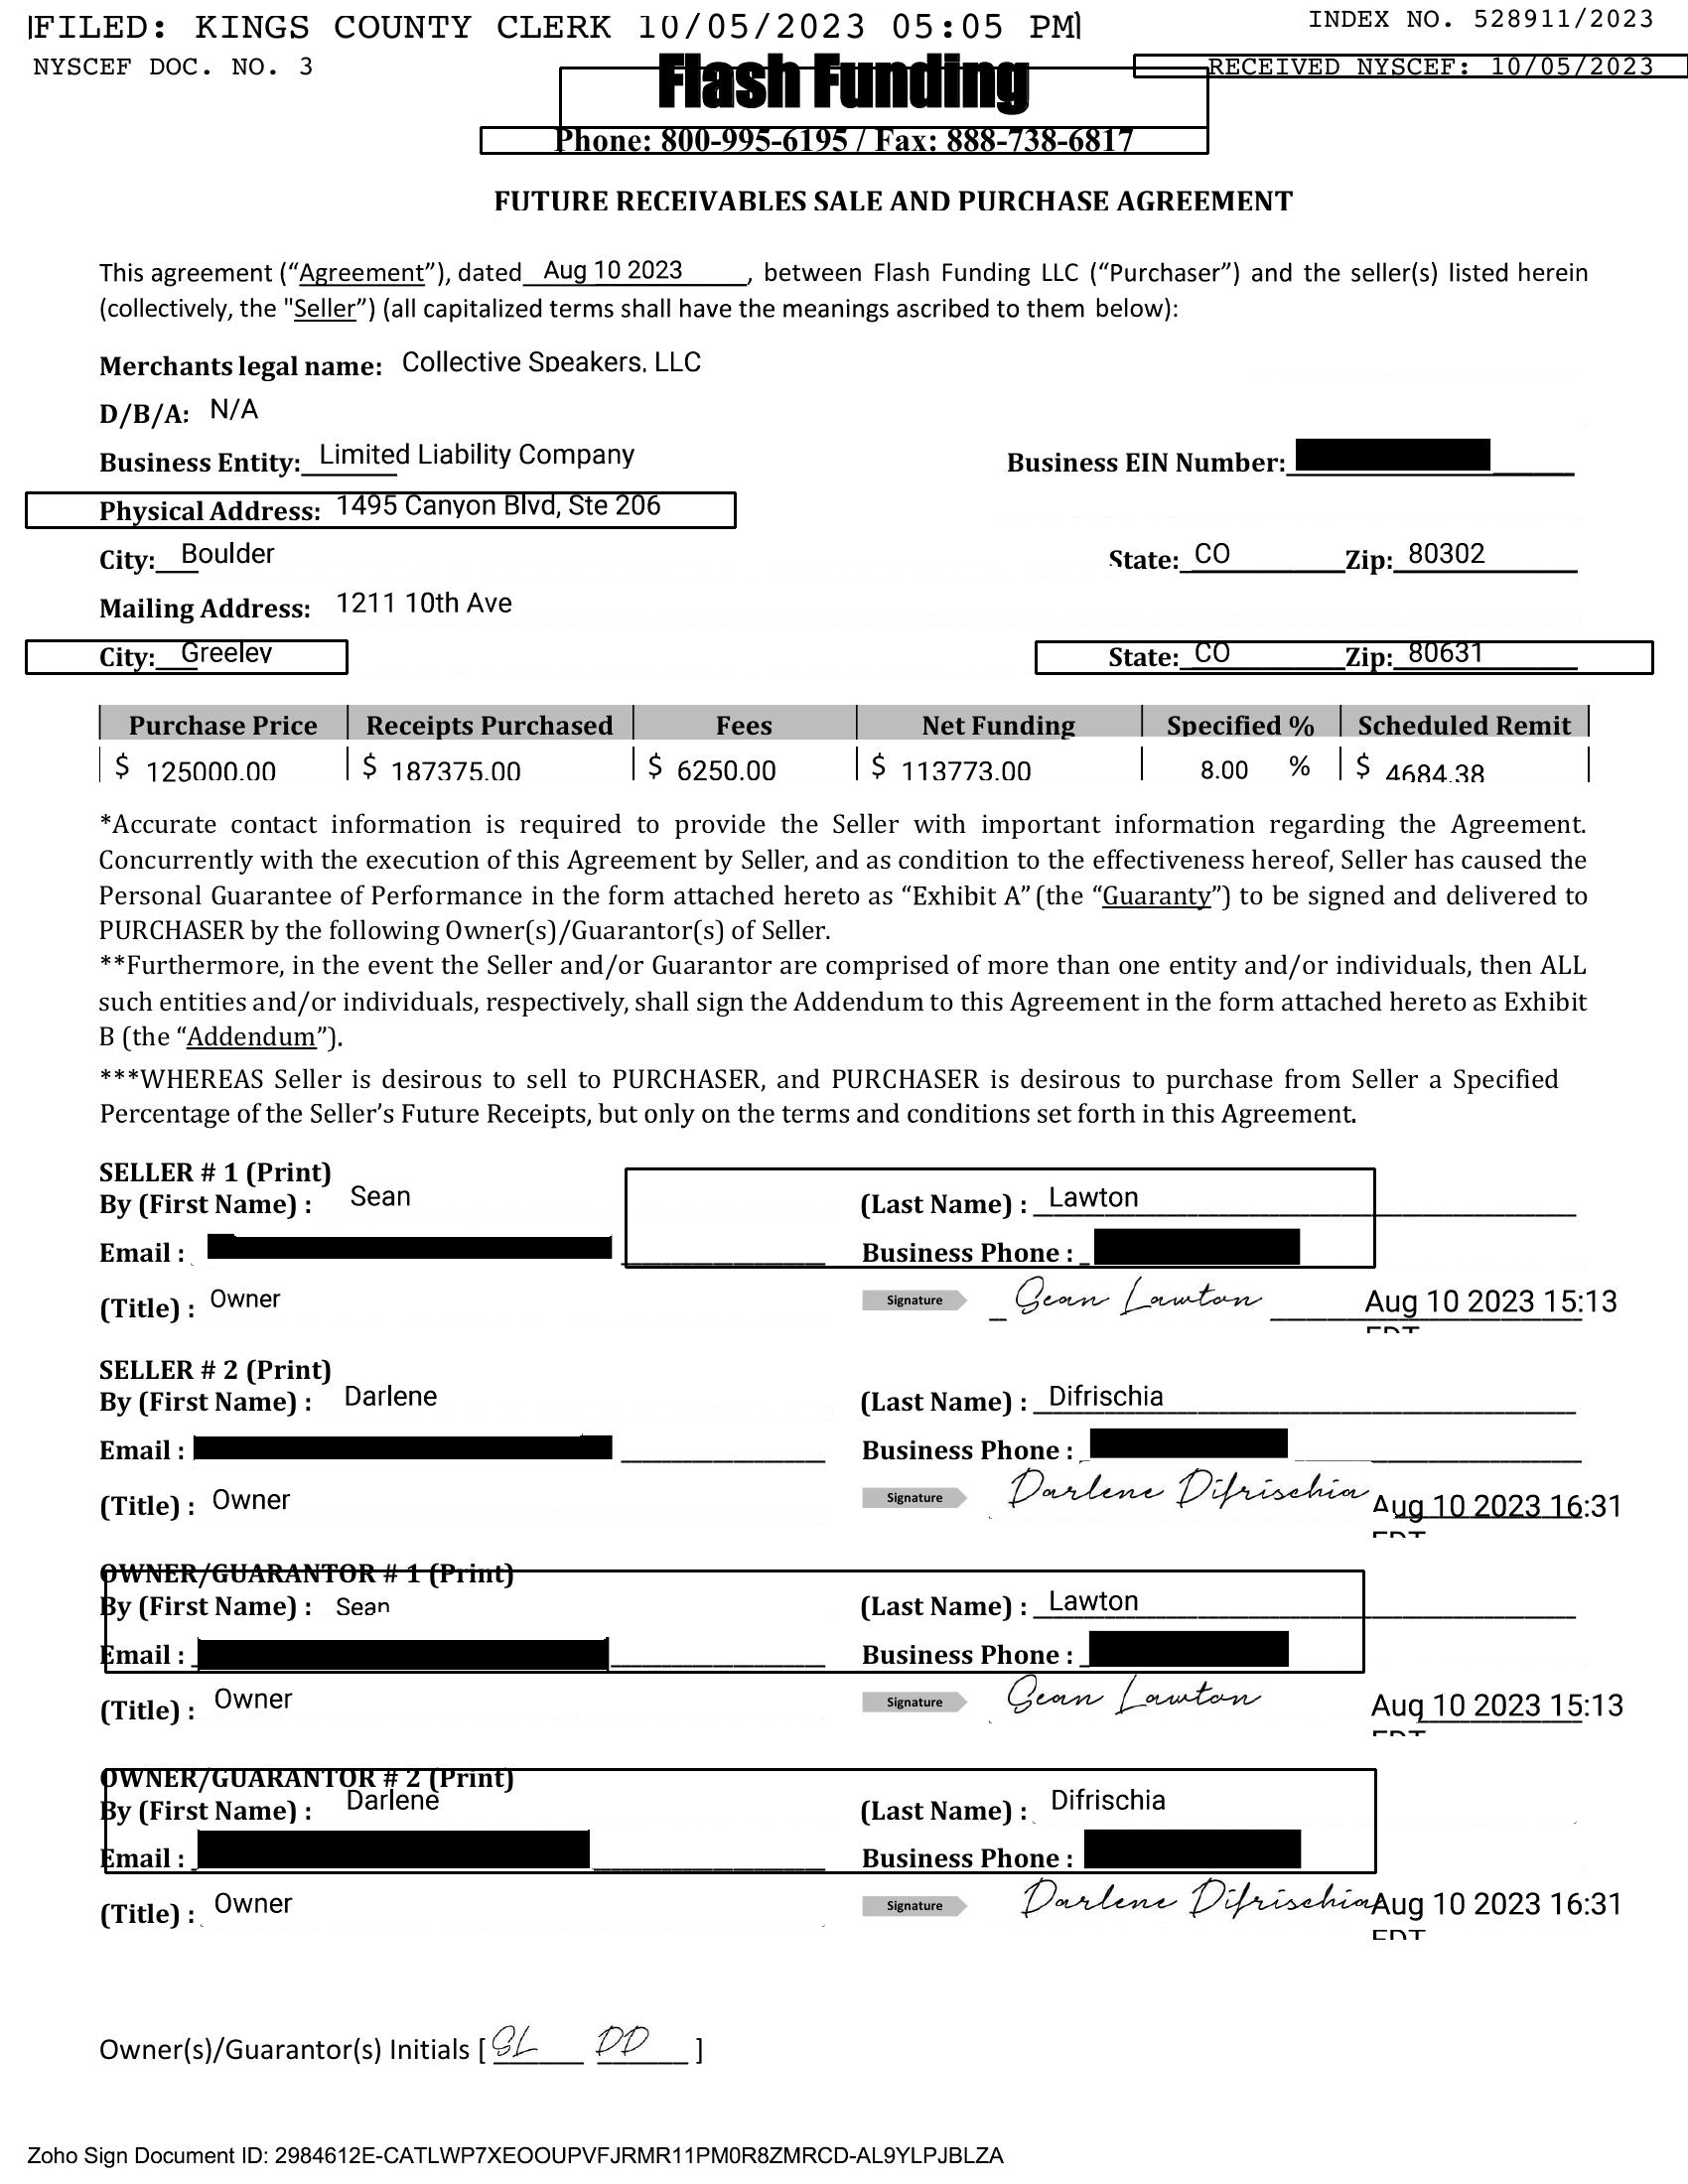 FILED: KINGS COUNTY CLERK 10/05/2023 05:05 PM
INDEX NO. 528911/2023
NYSCEF DOC. NO. 3
RECEIVED NYSCEF: 10/05/2023
Flash Funding
Phone: 800-995-6195 / Fax: 888-738-6817
FUTURE RECEIVABLES SALE AND PURCHASE AGREEMENT
This agreement (“Agreement”), dated Aug 10 2023, between Flash Funding LLC (“Purchaser”) and the seller(s) listed herein
(collectively, the "Seller”) (all capitalized terms shall have the meanings ascribed to them below):
Merchants legal name: Collective Speakers, LLC
D/B/A: N/A
Business Entity: Limited Liability Company Business EIN Number:
Physical Address: 1495 Canyon Blvd, Ste 206
City: Boulder State: CO Zip: 80302
Mailing Address: 1211 10th Ave
City: Greeley State: CO Zip: 80631
Purchase Price Receipts Purchased Fees Net Funding Specified % Scheduled Remit
$ 125000.00 $ 187375.00 $ 6250.00 $ 113773.00 8.00 % $ 4684.38
*Accurate contact information is required to provide the Seller with important information regarding the Agreement.
Concurrently with the execution of this Agreement by Seller, and as condition to the effectiveness hereof, Seller has caused the
Personal Guarantee of Performance in the form attached hereto as “Exhibit A” (the “Guaranty”) to be signed and delivered to
PURCHASER by the following Owner(s)/Guarantor(s) of Seller.
**Furthermore, in the event the Seller and/or Guarantor are comprised of more than one entity and/or individuals, then ALL
such entities and/or individuals, respectively, shall sign the Addendum to this Agreement in the form attached hereto as Exhibit
B (the “Addendum”).
***WHEREAS Seller is desirous to sell to PURCHASER, and PURCHASER is desirous to purchase from Seller a Specified
Percentage of the Seller’s Future Receipts, but only on the terms and conditions set forth in this Agreement.
SELLER # 1 (Print)
By (First Name) : Sean (Last Name) : Lawton
Email : Business Phone :
(Title) : Owner Signature Sean Lawton Aug 10 2023 15:13
EDT
SELLER # 2 (Print)
By (First Name) : Darlene (Last Name) : Difrischia
Email : Business Phone :
(Title) : Owner Signature Darlene Difrischia Aug 10 2023 16:31
EDT
OWNER/GUARANTOR # 1 (Print)
By (First Name) : Sean (Last Name) : Lawton
Email : Business Phone :
(Title) : Owner Signature Sean Lawton Aug 10 2023 15:13
EDT
OWNER/GUARANTOR # 2 (Print)
By (First Name) : Darlene (Last Name) : Difrischia
Email : Business Phone :
(Title) : Owner Signature Darlene Difrischia Aug 10 2023 16:31
EDT
Owner(s)/Guarantor(s) Initials [ SL DD ]
Zoho Sign Document ID: 2984612E-CATLWP7XEOOUPVFJRMR11PM0R8ZMRCD-AL9YLPJBLZA